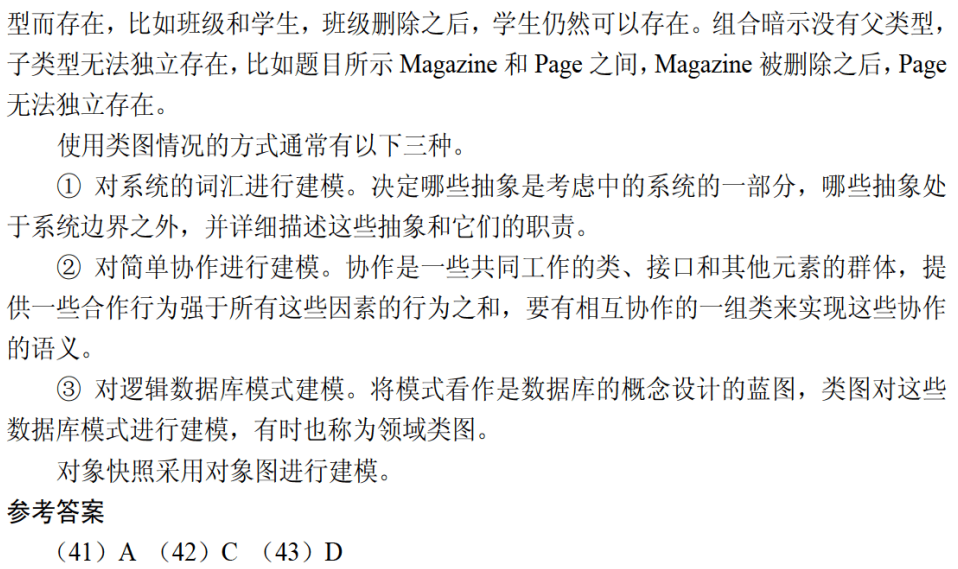 型而存在，比如班级和学生，班级删除之后，学生仍然可以存在。组合暗示没有父类型，
子类型无法独立存在，比如题目所示 Magazine 和 Page 之间，Magazine 被删除之后，Page
无法独立存在。
使用类图情况的方式通常有以下三种。
① 对系统的词汇进行建模。决定哪些抽象是考虑中的系统的一部分，哪些抽象处
于系统边界之外，并详细描述这些抽象和它们的职责。
② 对简单协作进行建模。协作是一些共同工作的类、接口和其他元素的群体，提
供一些合作行为强于所有这些因素的行为之和，要有相互协作的一组类来实现这些协作
的语义。
③ 对逻辑数据库模式建模。将模式看作是数据库的概念设计的蓝图，类图对这些
数据库模式进行建模，有时也称为领域类图。
对象快照采用对象图进行建模。
参考答案
（41）A （42）C （43）D